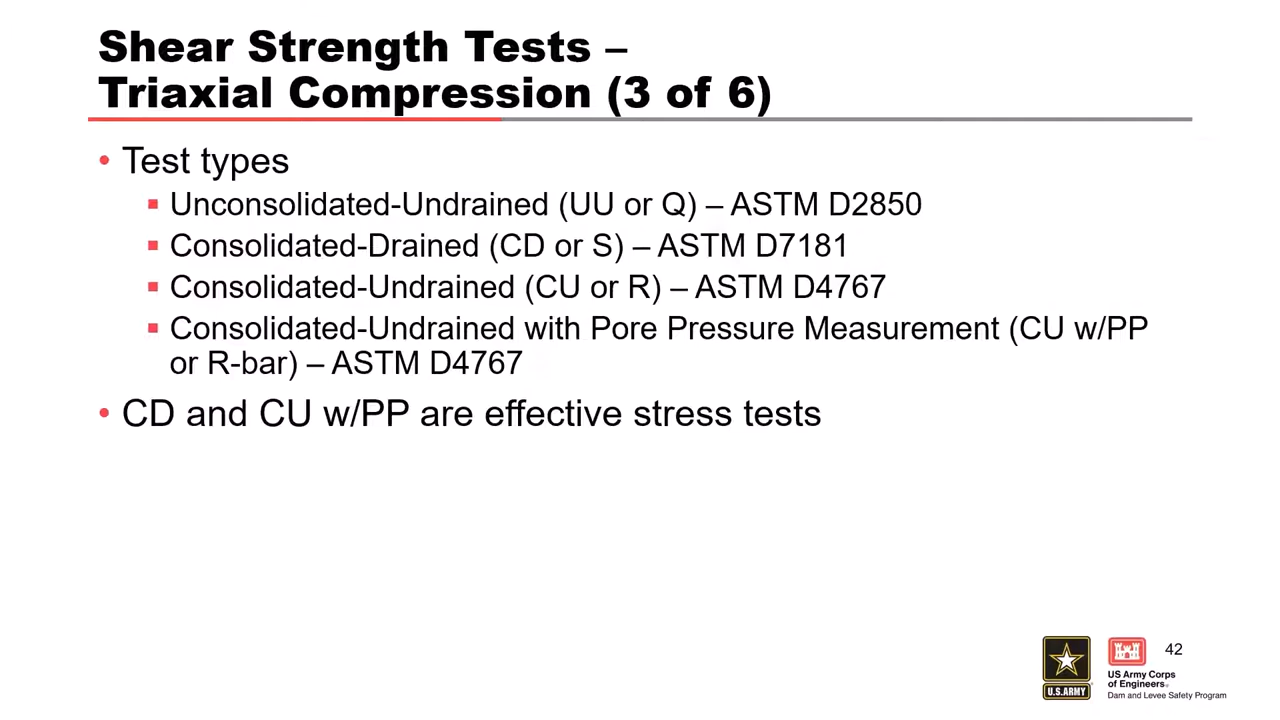 Shear Strength Tests –
Triaxial Compression (3 of 6)
• Test types
▪ Unconsolidated-Undrained (UU or Q) – ASTM D2850
▪ Consolidated-Drained (CD or S) – ASTM D7181
▪ Consolidated-Undrained (CU or R) – ASTM D4767
▪ Consolidated-Undrained with Pore Pressure Measurement (CU w/PP
or R-bar) – ASTM D4767
• CD and CU w/PP are effective stress tests
42
U.S.ARMY
US Army Corps
of Engineers®
Dam and Levee Safety Program